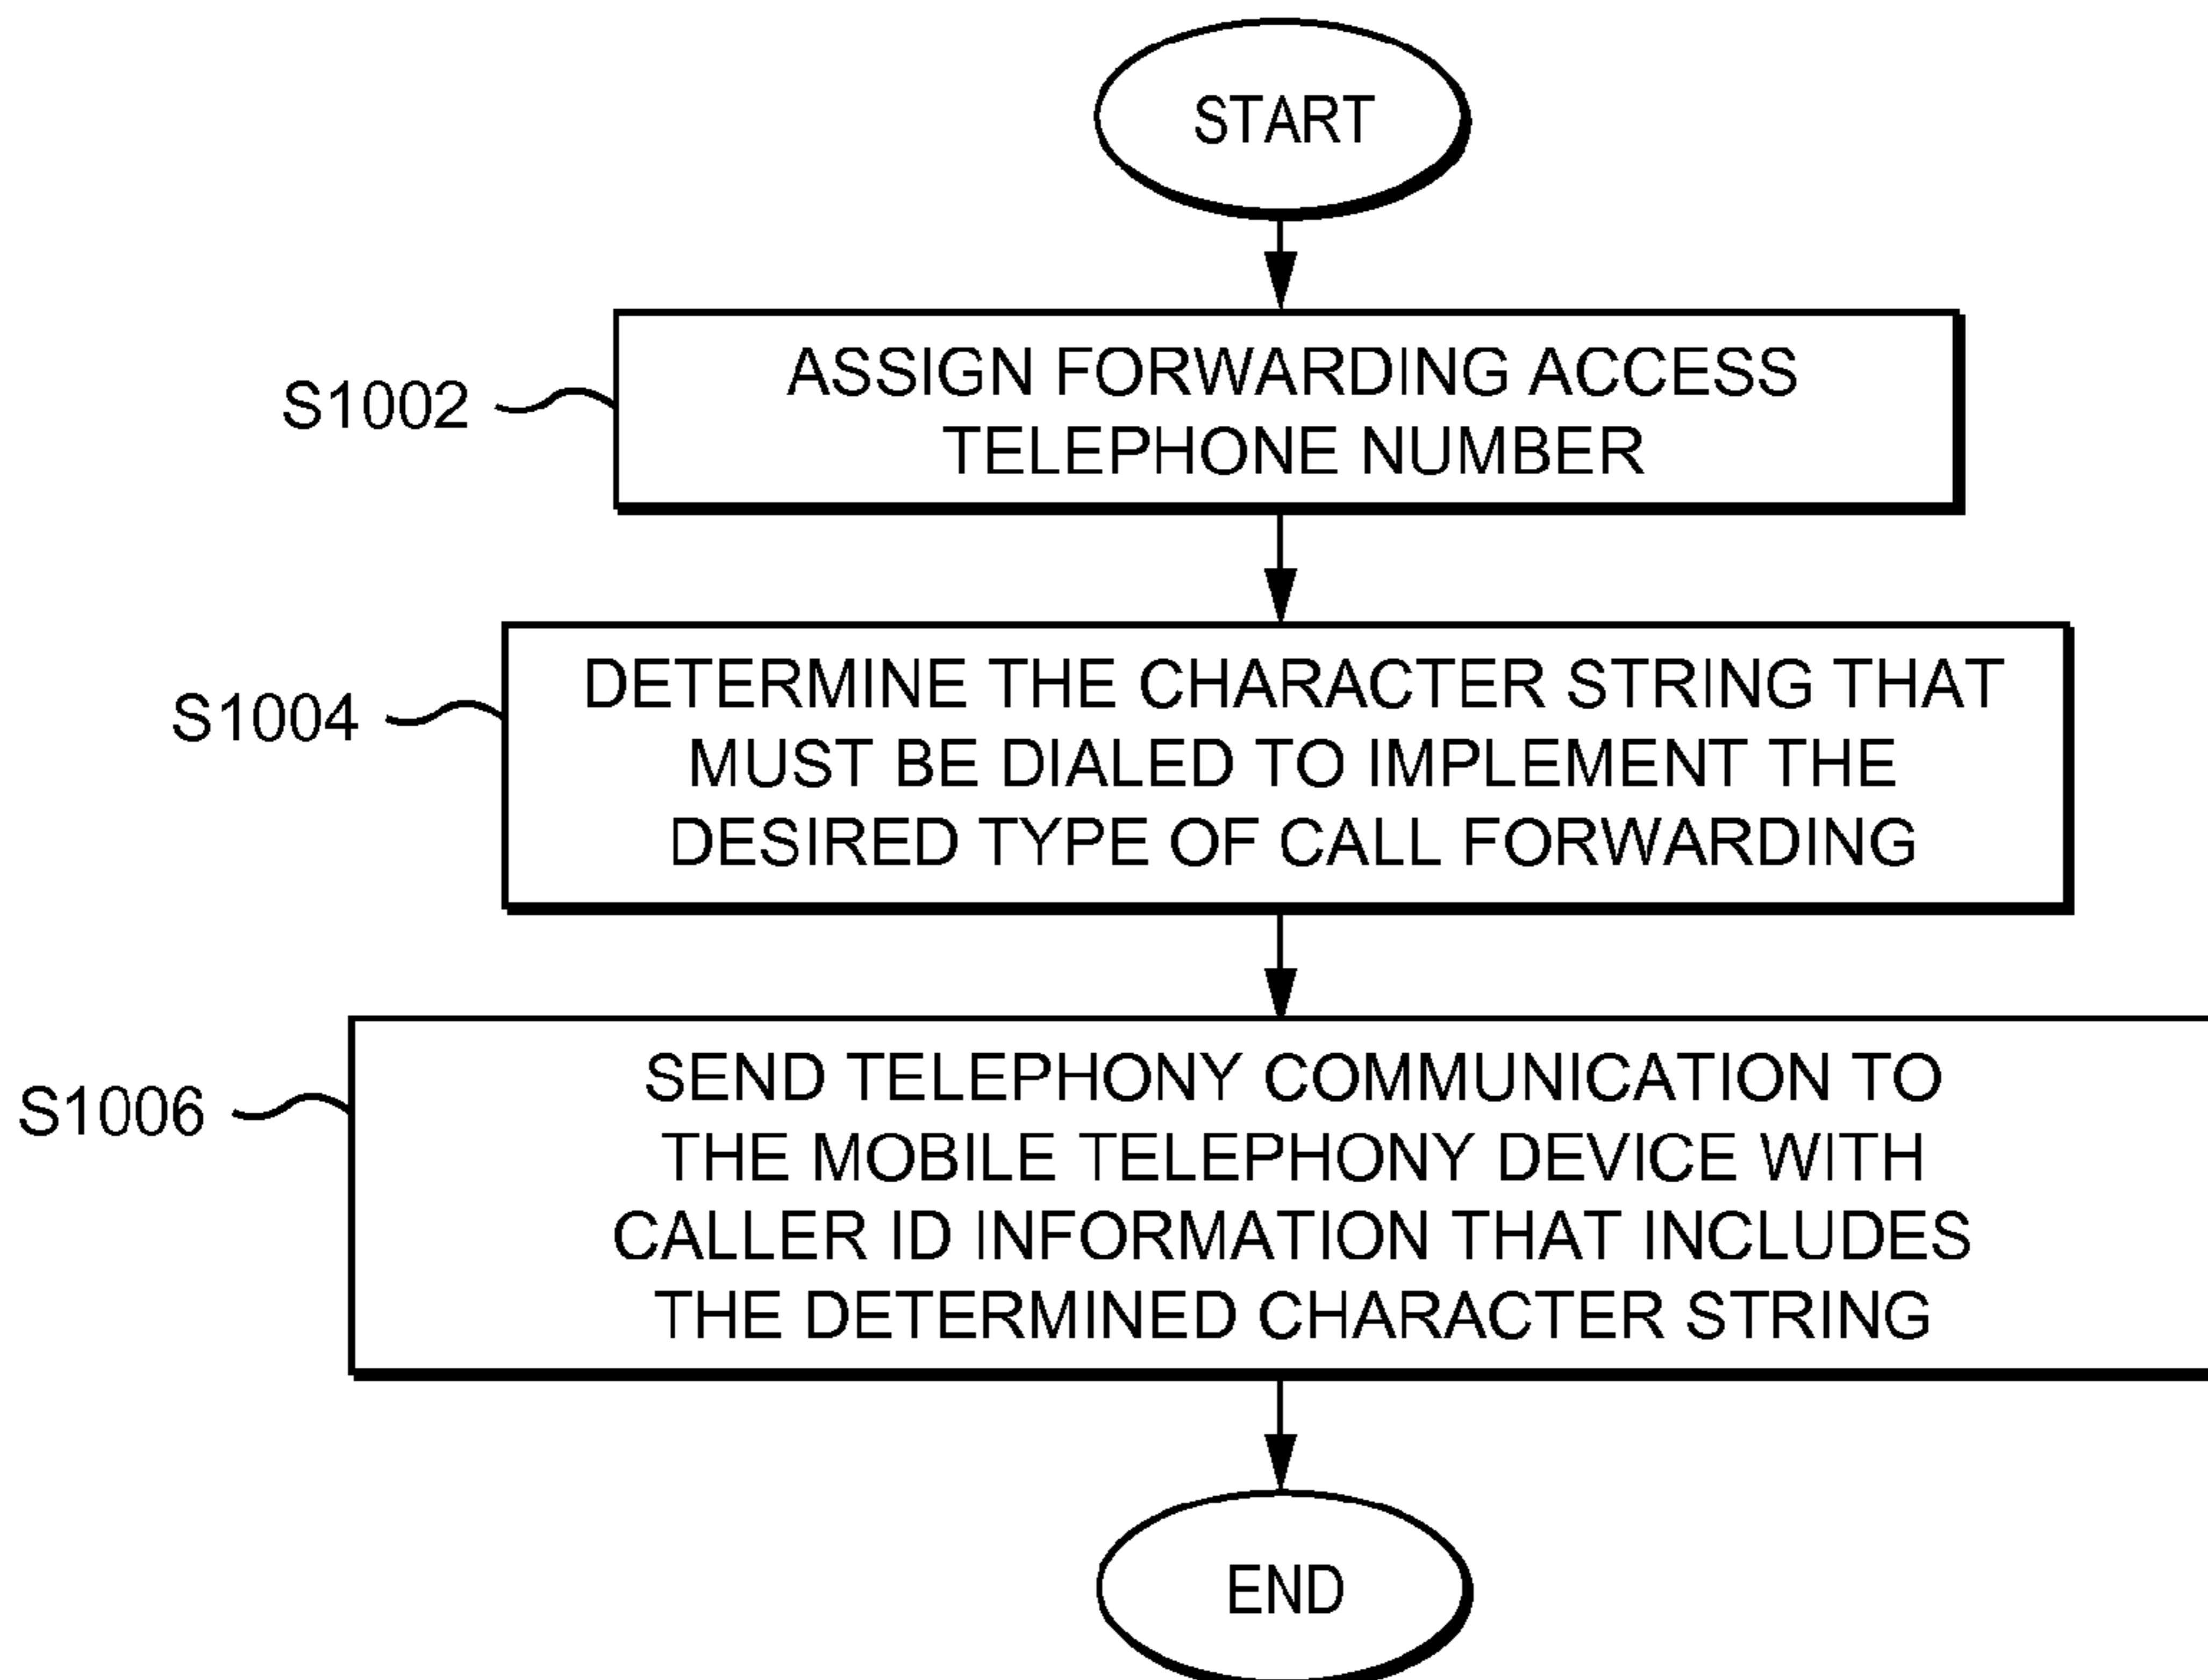 START
S1002
ASSIGN FORWARDING ACCESS
TELEPHONE NUMBER
S1004
DETERMINE THE CHARACTER STRING THAT
MUST BE DIALED TO IMPLEMENT THE
DESIRED TYPE OF CALL FORWARDING
S1006
SEND TELEPHONY COMMUNICATION TO
THE MOBILE TELEPHONY DEVICE WITH
CALLER ID INFORMATION THAT INCLUDES
THE DETERMINED CHARACTER STRING
END